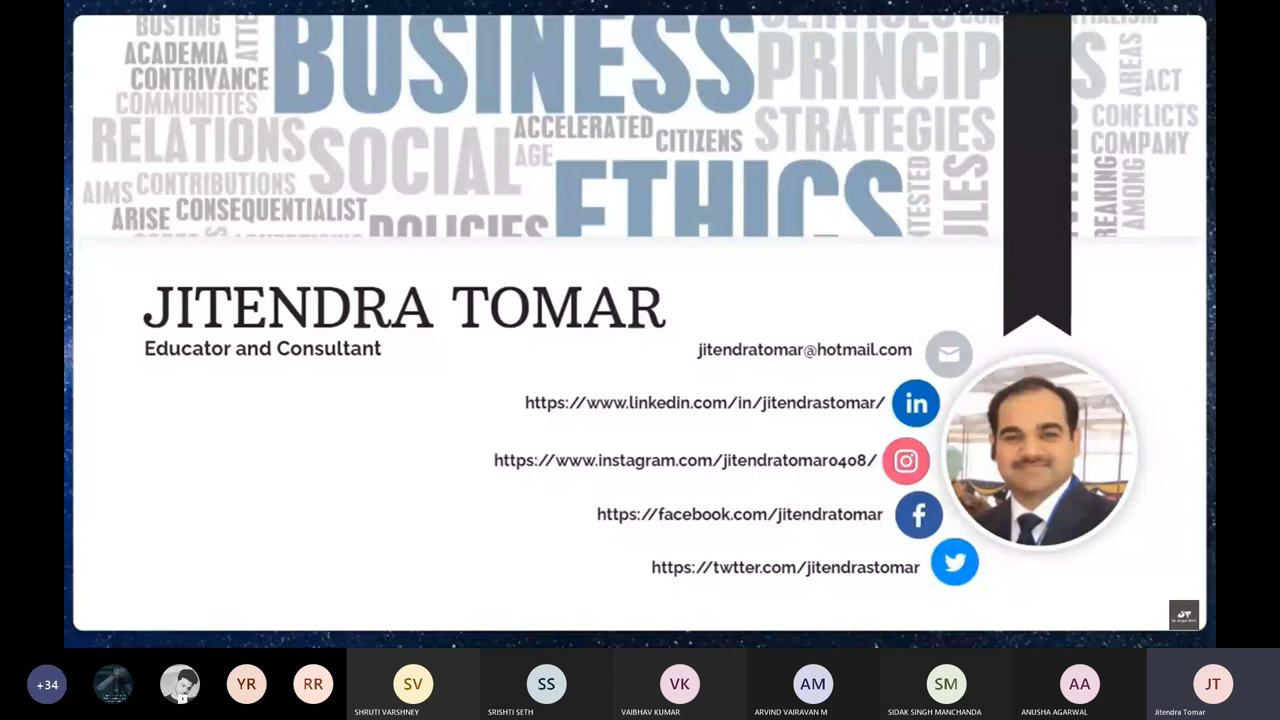 BUSTING
ACADEMIA
CONTRIVANCE
COMMUNITIES
RELATIONS
AIMS CONTRIBUTIONS
ARISE CONSEQUENTIALIST
BUSINESS
SOCIAL
ACCELERATED
AGE
CITIZENS
ETHICS
POLICIES
SERVICES
STRATEGIES
AREAS
ACT
CONFLICTS
COMPANY
AMONG
JITENDRA TOMAR
Educator and Consultant
jitendratomar@hotmail.com
https://www.linkedin.com/in/jitendrastomar/
https://www.instagram.com/jitendratomar0408/
https://facebook.com/jitendratomar
https://twtter.com/jitendrastomar
+34
YR
RR
SV
SS
VK
AM
SM
AA
JT
SHRUTI VARSHNEY
SRISHTI SETH
VAIBHAV KUMAR
ARVIND VAIRAVAN M
SIDAK SINGH MANCHANDA
ANUSHA AGARWAL
Jitendra Tomar